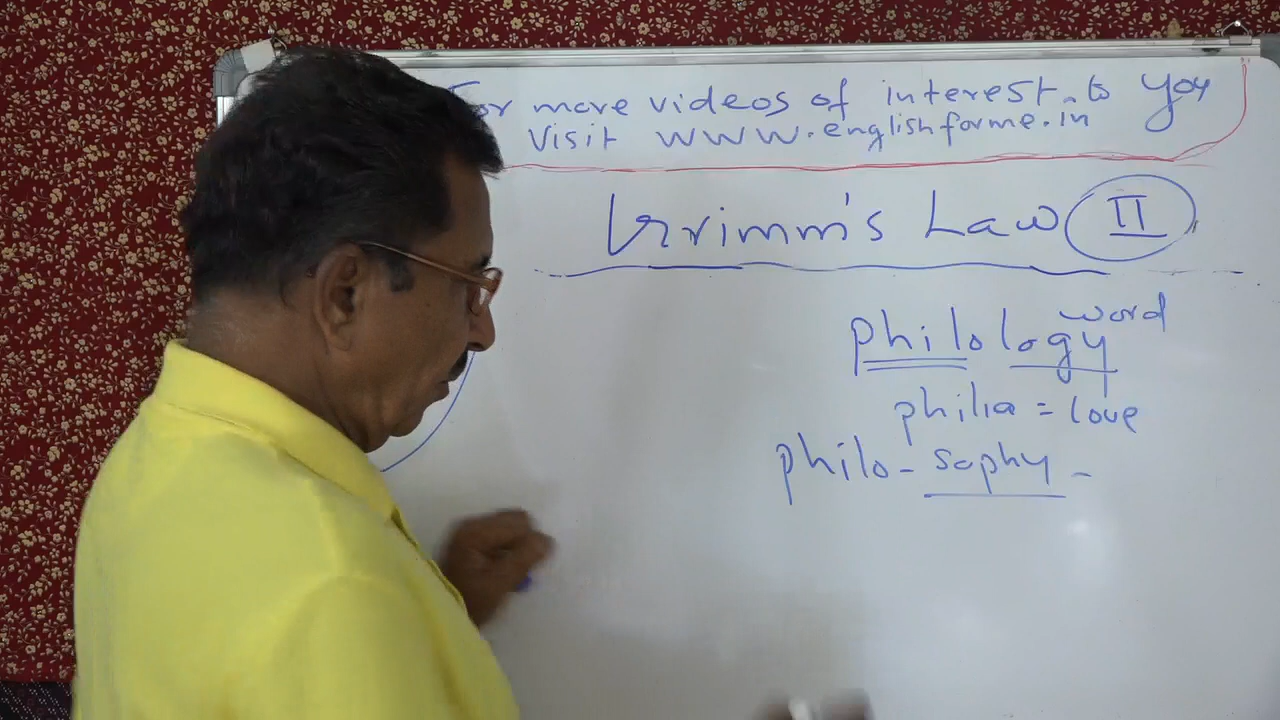 For more videos of interest to you
visit www.englishforme.in
Grimm's Law II
word
philology
philia = love
philo - sophy -